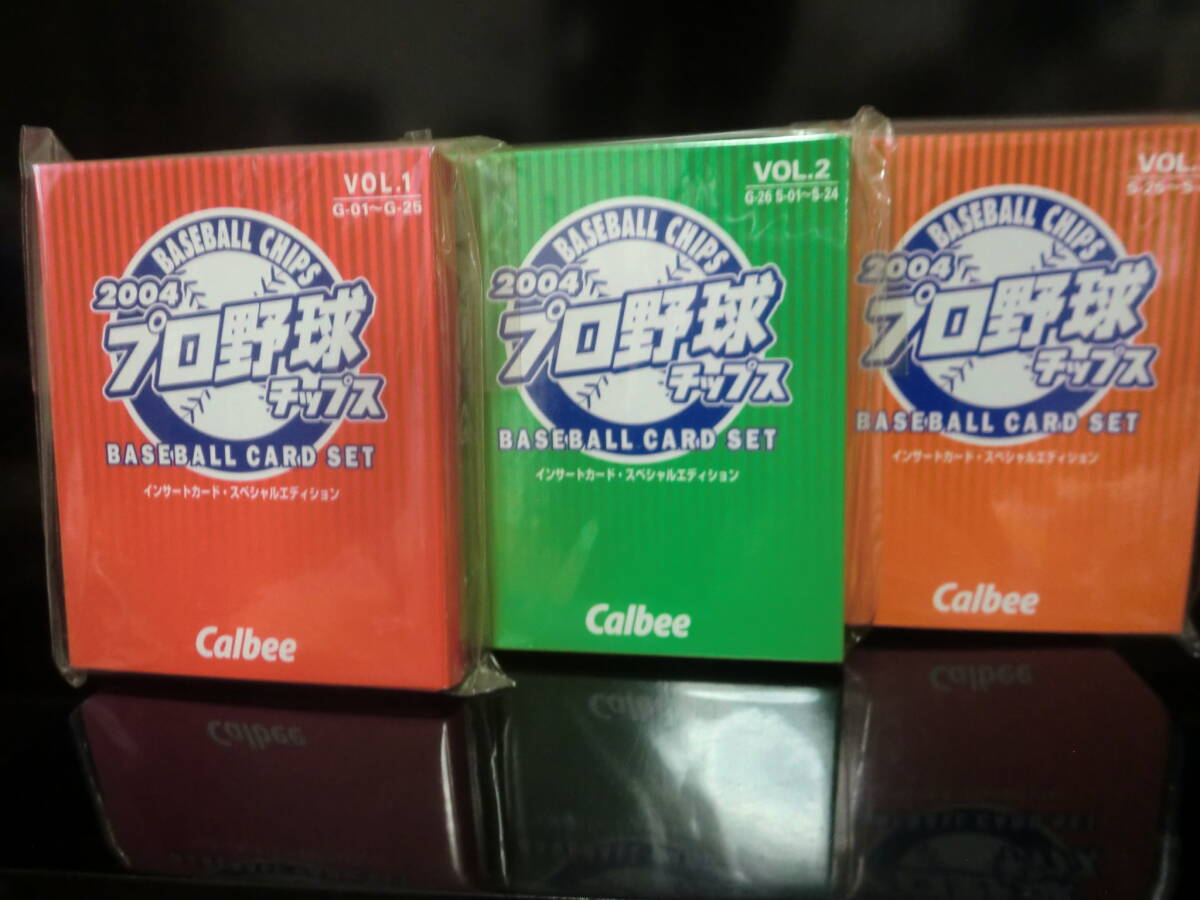 VOL.1
G-01～G-25
BASEBALL CHIPS
2004
プロ野球
チップス
BASEBALL CARD SET
インサートカード・スペシャルエディション
Calbee
VOL.2
G-26 S-01～S-24
BASEBALL CHIPS
2004
プロ野球
チップス
BASEBALL CARD SET
インサートカード・スペシャルエディション
Calbee
VOL.
BASEBALL CHIPS
2004
プロ野球
チップス
BASEBALL CARD SET
インサートカード・スペシャルエディション
Calbee